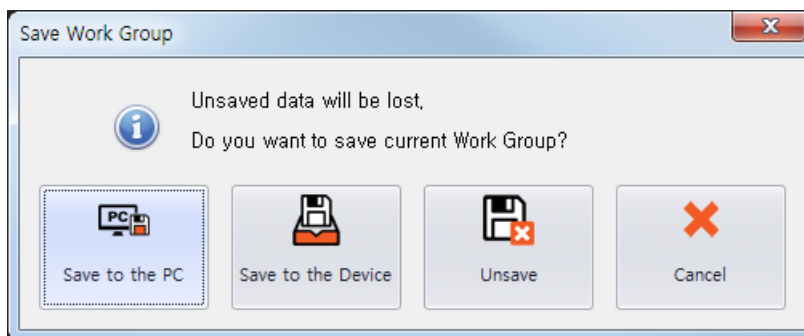 Save Work Group
Unsaved data will be lost,
Do you want to save current Work Group?
PC
Save to the PC
Save to the Device
Unsave
Cancel